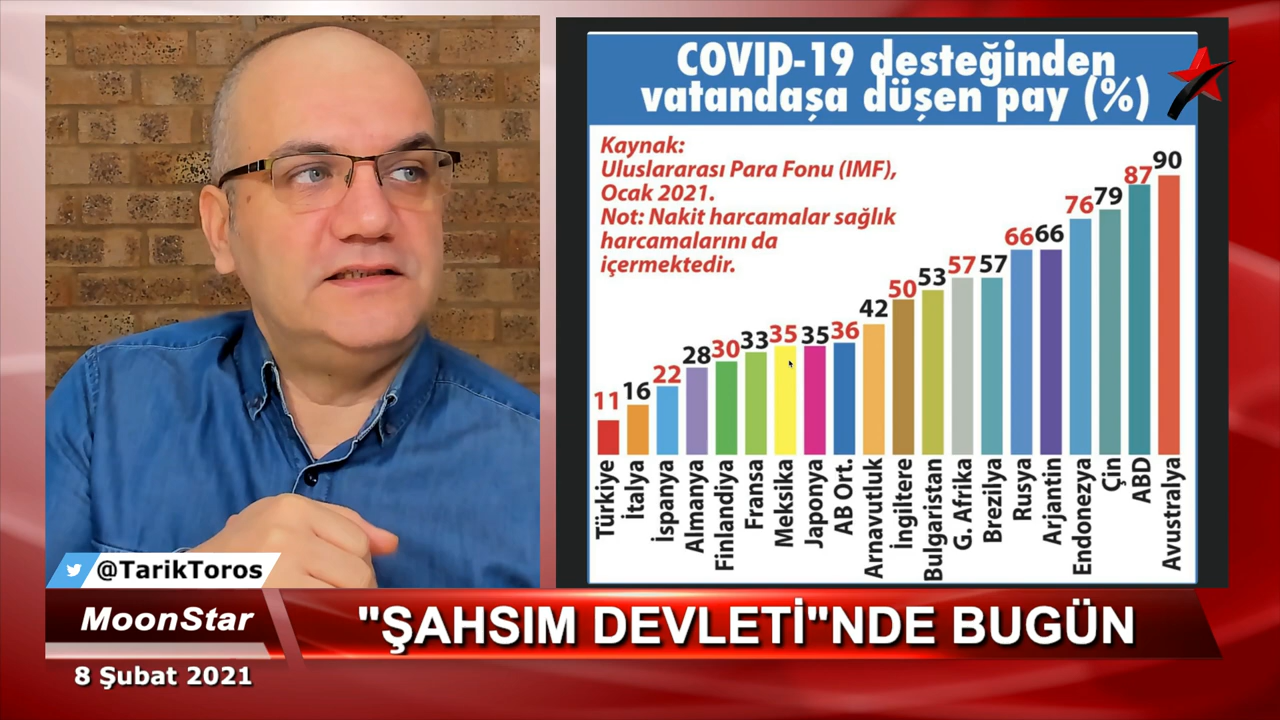 COVID-19 desteğinden
vatandaşa düşen pay (%)
Kaynak:
Uluslararası Para Fonu (IMF),
Ocak 2021.
Not: Nakit harcamalar sağlık
harcamalarını da
içermektedir.
11 16 22 28 30 33 35 35 36 42 50 53 57 57 66 66 76 79 87 90
Türkiye
İtalya
İspanya
Almanya
Finlandiya
Fransa
Meksika
Japonya
AB Ort.
Arnavutluk
İngiltere
Bulgaristan
G. Afrika
Brezilya
Rusya
Arjantin
Endonezya
Çin
ABD
Avustralya
@TarikToros
MoonStar
"ŞAHSIM DEVLETİ"NDE BUGÜN
8 Şubat 2021